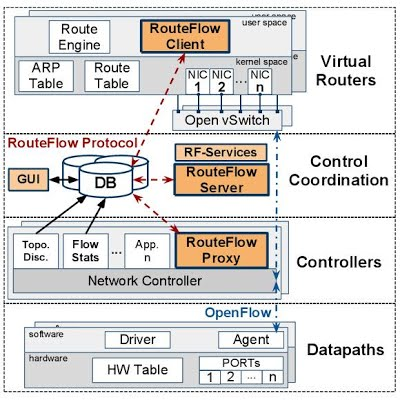 user space
Route
Engine
RouteFlow
Client
user space
Virtual
Routers
kernel space
ARP
Table
Route
Table
NIC
1
NIC
2
...
NIC
n
Open vSwitch
RouteFlow Protocol
RF-Services
GUI
DB
RouteFlow
Server
Control
Coordination
Topo.
Disc.
Flow
Stats
...
App.
n
RouteFlow
Proxy
Controllers
Network Controller
OpenFlow
software
Driver
Agent
Datapaths
hardware
HW Table
PORTs
1 2 ... n